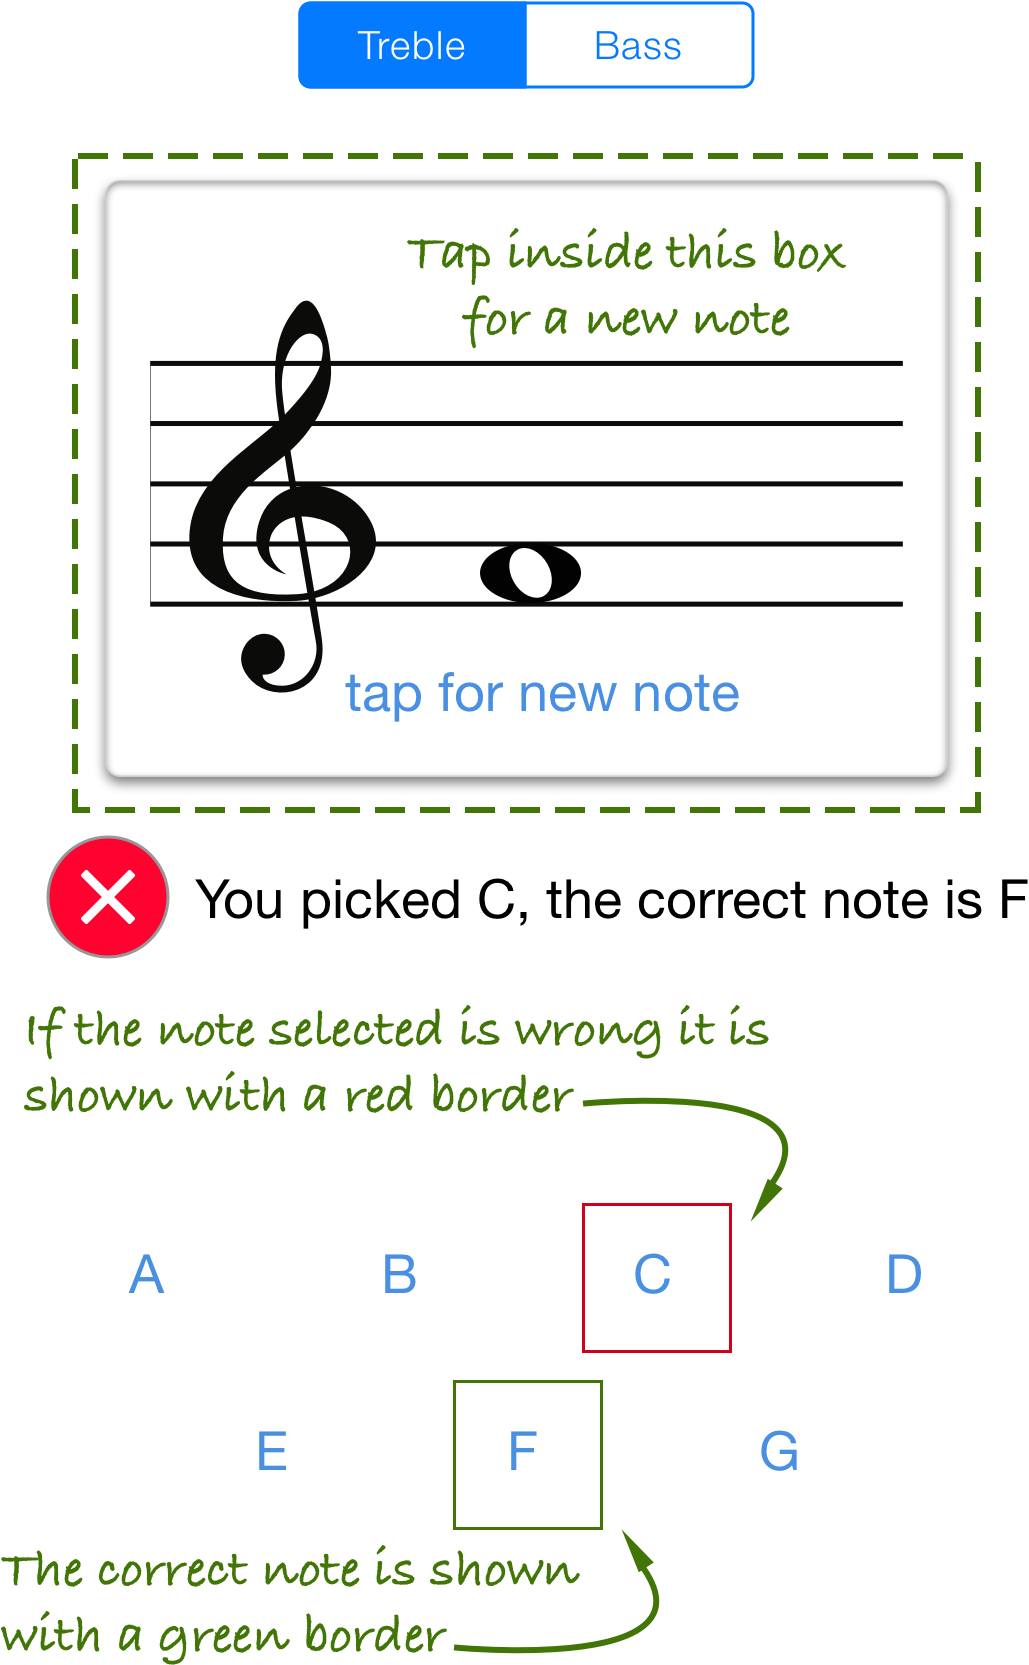 Treble Bass
Tap inside this box
for a new note
tap for new note
You picked C, the correct note is F
If the note selected is wrong it is
shown with a red border
A B C D
E F G
The correct note is shown
with a green border